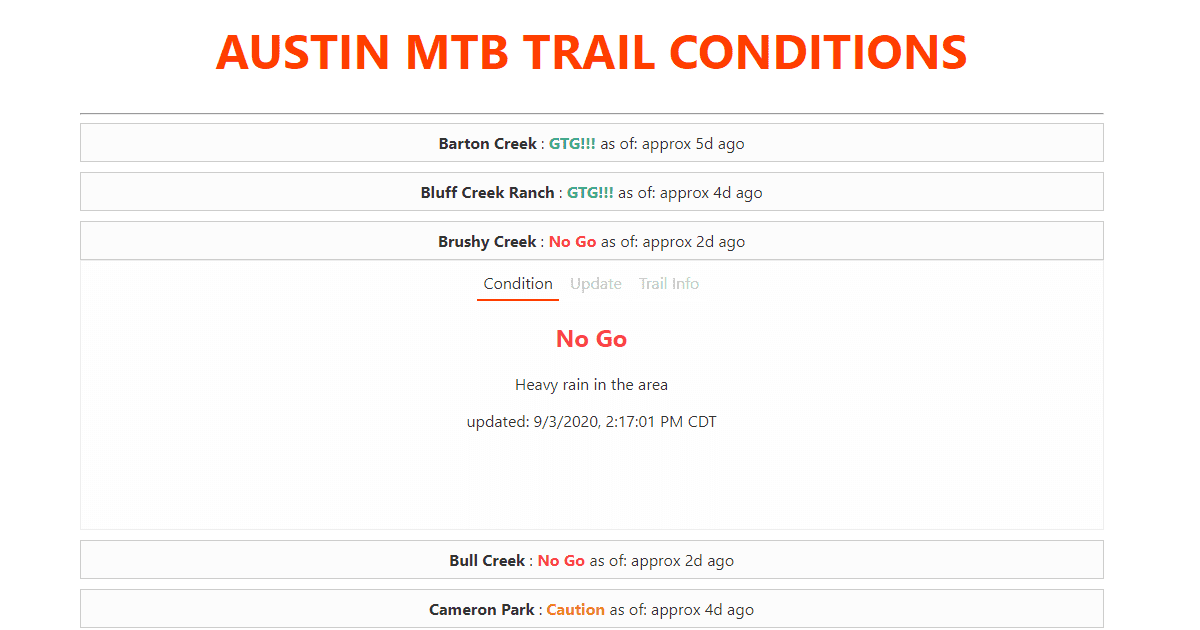 AUSTIN MTB TRAIL CONDITIONS
Barton Creek : GTG!!! as of: approx 5d ago
Bluff Creek Ranch : GTG!!! as of: approx 4d ago
Brushy Creek : No Go as of: approx 2d ago
Condition Update Trail Info
No Go
Heavy rain in the area
updated: 9/3/2020, 2:17:01 PM CDT
Bull Creek : No Go as of: approx 2d ago
Cameron Park : Caution as of: approx 4d ago